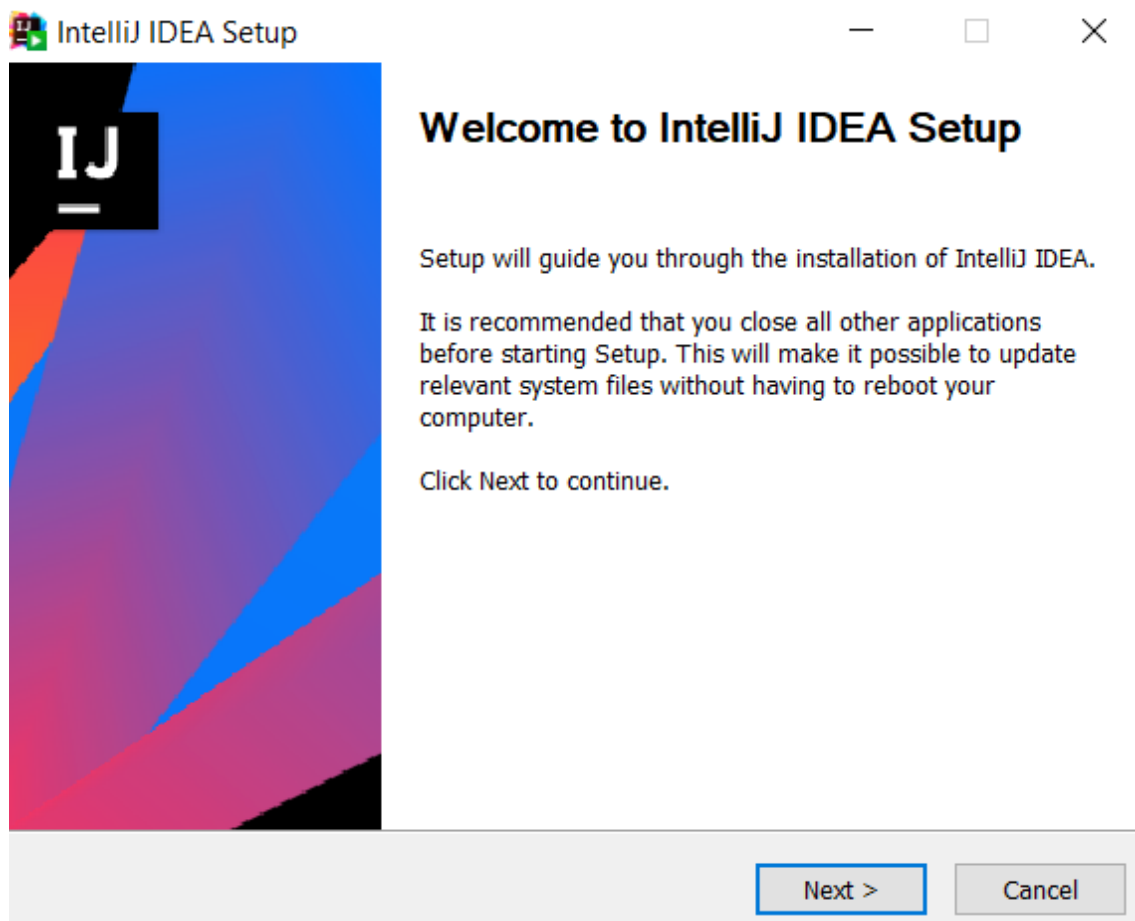 IntelliJ IDEA Setup
IJ
Welcome to IntelliJ IDEA Setup
Setup will guide you through the installation of IntelliJ IDEA.
It is recommended that you close all other applications
before starting Setup. This will make it possible to update
relevant system files without having to reboot your
computer.
Click Next to continue.
Next >
Cancel